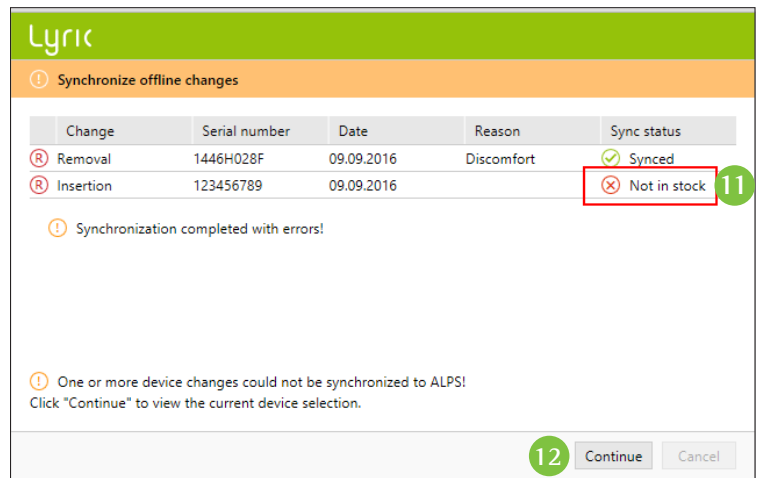 Lyric
! Synchronize offline changes
Change Serial number Date Reason Sync status
R Removal 1446H028F 09.09.2016 Discomfort Synced
R Insertion 123456789 09.09.2016 Not in stock 11
! Synchronization completed with errors!
! One or more device changes could not be synchronized to ALPS!
Click "Continue" to view the current device selection.
12 Continue Cancel